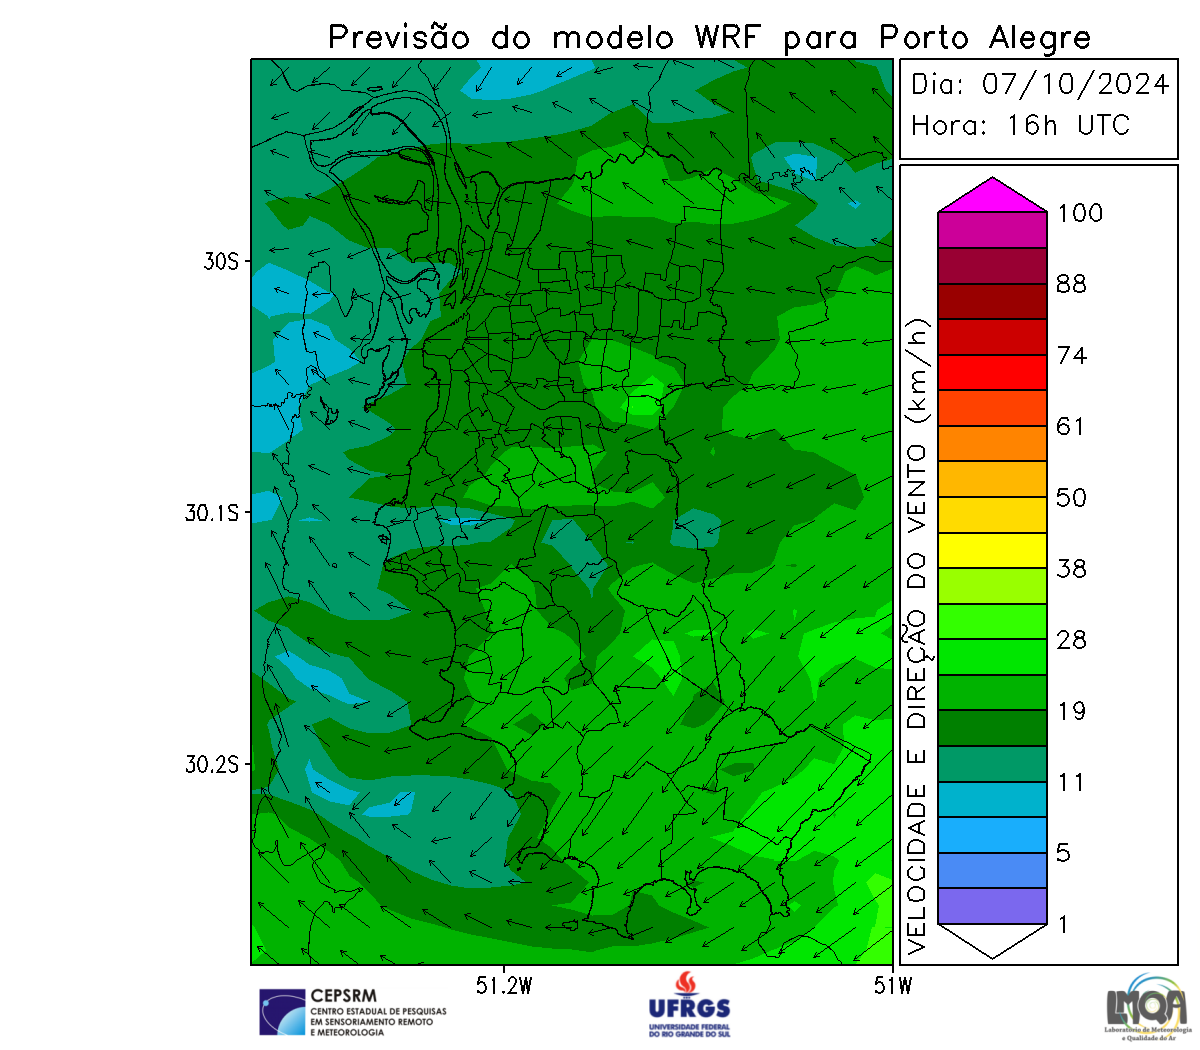 Previsão do modelo WRF para Porto Alegre
Dia: 07/10/2024
Hora: 16h UTC
30S
30.1S
30.2S
51.2W
51W
VELOCIDADE E DIREÇÃO DO VENTO (km/h)
100
88
74
61
50
38
28
19
11
5
1
CEPSRM
CENTRO ESTADUAL DE PESQUISAS
EM SENSORIAMENTO REMOTO
E METEOROLOGIA
UFRGS
UNIVERSIDADE FEDERAL
DO RIO GRANDE DO SUL
LMQA
Laboratório de Meteorologia
e Qualidade do Ar